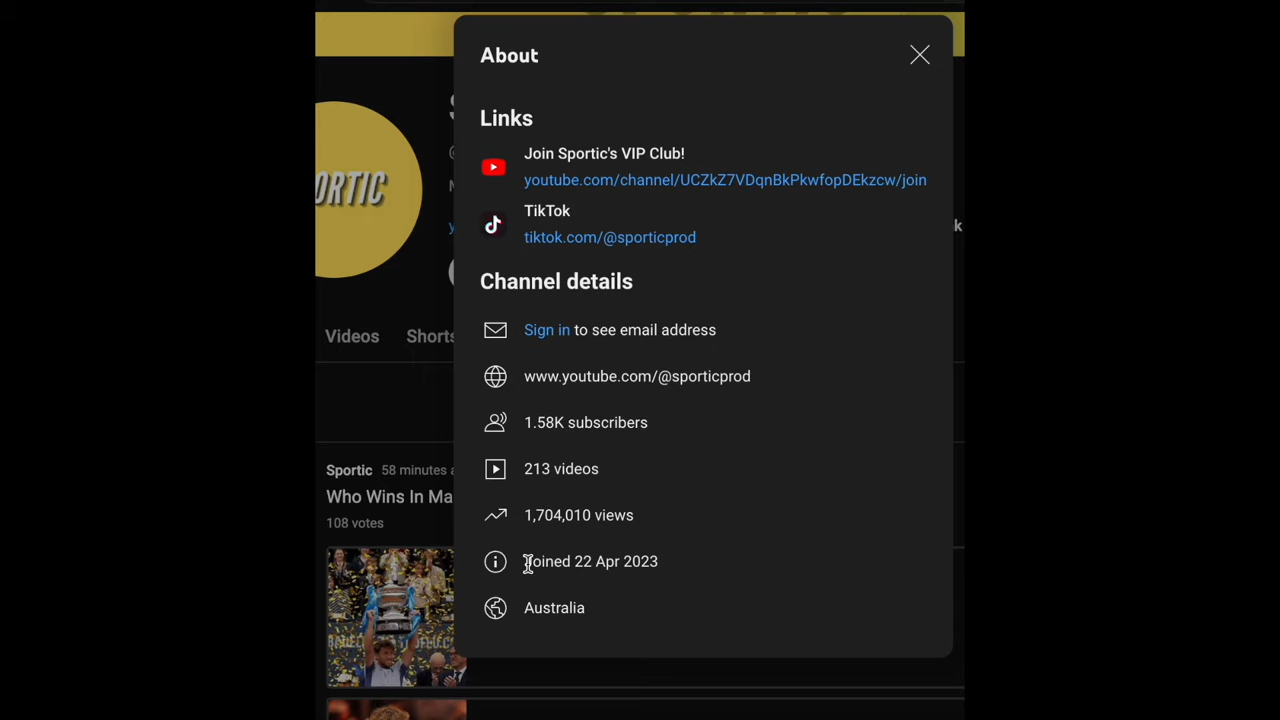 About
Links
Join Sportic's VIP Club!
youtube.com/channel/UCZkZ7VDqnBkPkwfopDEkzcw/join
TikTok
tiktok.com/@sporticprod
Channel details
Sign in to see email address
www.youtube.com/@sporticprod
1.58K subscribers
213 videos
1,704,010 views
Joined 22 Apr 2023
Australia
ORTIC
Videos Shorts
Sportic 58 minutes a
Who Wins In Ma
108 votes